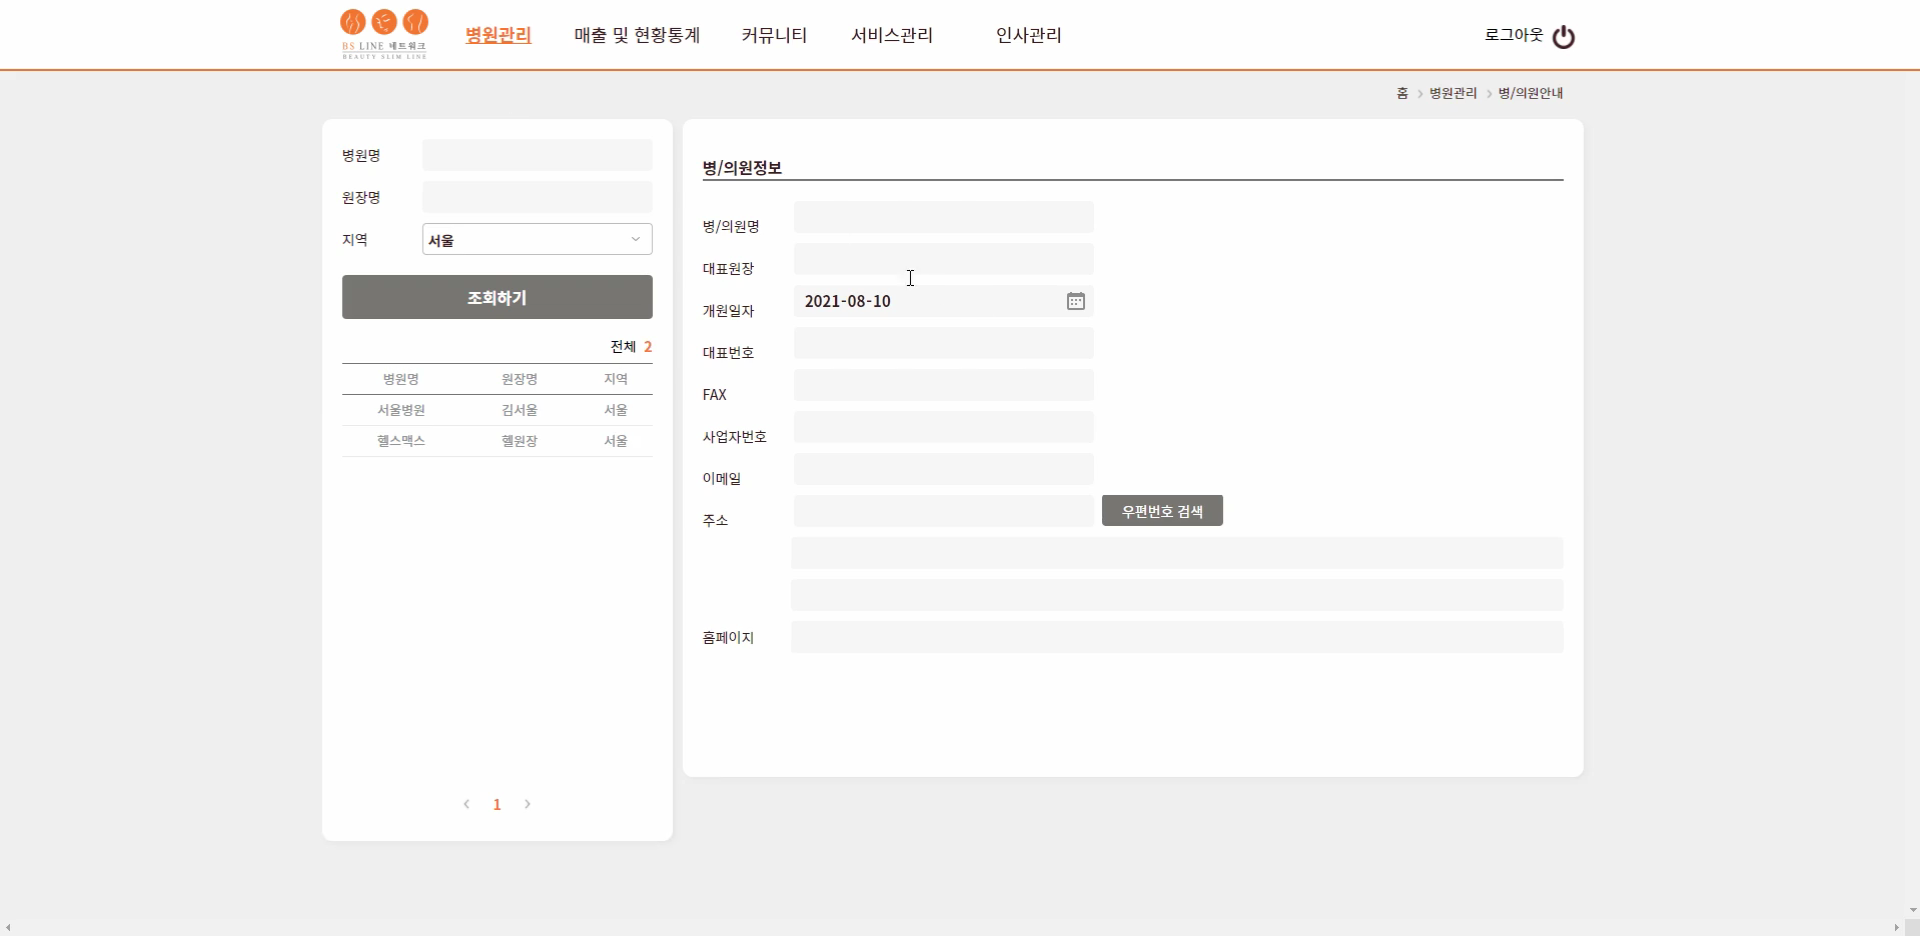 BS LINE 네트워크
BEAUTY SLIM LINE
병원관리 매출 및 현황통계 커뮤니티 서비스관리 인사관리 로그아웃
홈 > 병원관리 > 병/의원안내
병원명
원장명
지역 서울
조회하기
전체 2
병원명 원장명 지역
서울병원 김서울 서울
헬스맥스 헬원장 서울
< 1 >
병/의원정보
병/의원명
대표원장
개원일자 2021-08-10
대표번호
FAX
사업자번호
이메일
주소 우편번호 검색
홈페이지